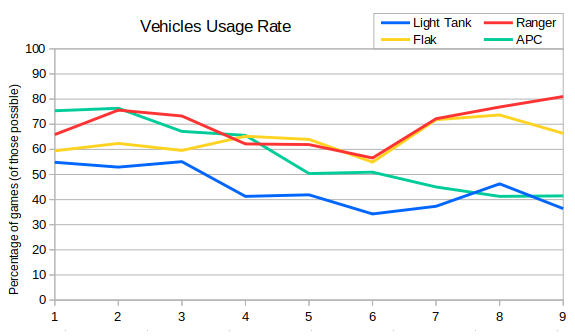 Vehicles Usage Rate
Light Tank Ranger
Flak APC
Percentage of games (of those possible)
100
90
80
70
60
50
40
30
20
10
0
1 2 3 4 5 6 7 8 9